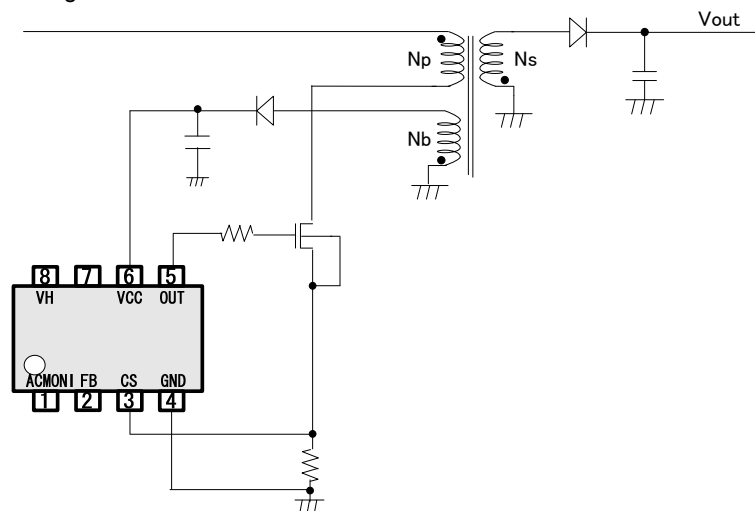 Vout
Np Ns
Nb
8 7 6 5
VH VCC OUT
ACMONI FB CS GND
1 2 3 4